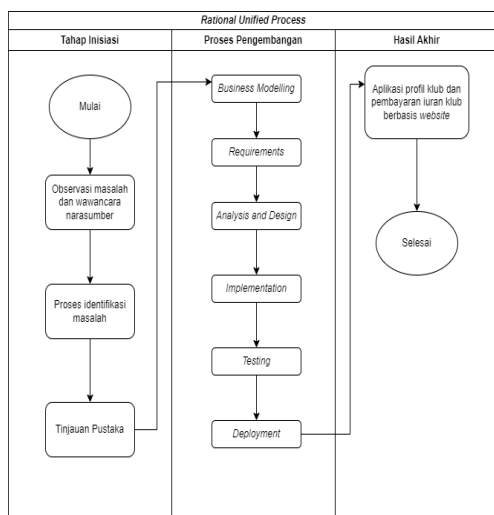 Rational Unified Process
Tahap Inisiasi
Proses Pengembangan
Hasil Akhir
Mulai
Observasi masalah
dan wawancara
narasumber
Proses identifikasi
masalah
Tinjauan Pustaka
Business Modelling
Requirements
Analysis and Design
Implementation
Testing
Deployment
Aplikasi profil klub dan
pembayaran iuran klub
berbasis website
Selesai